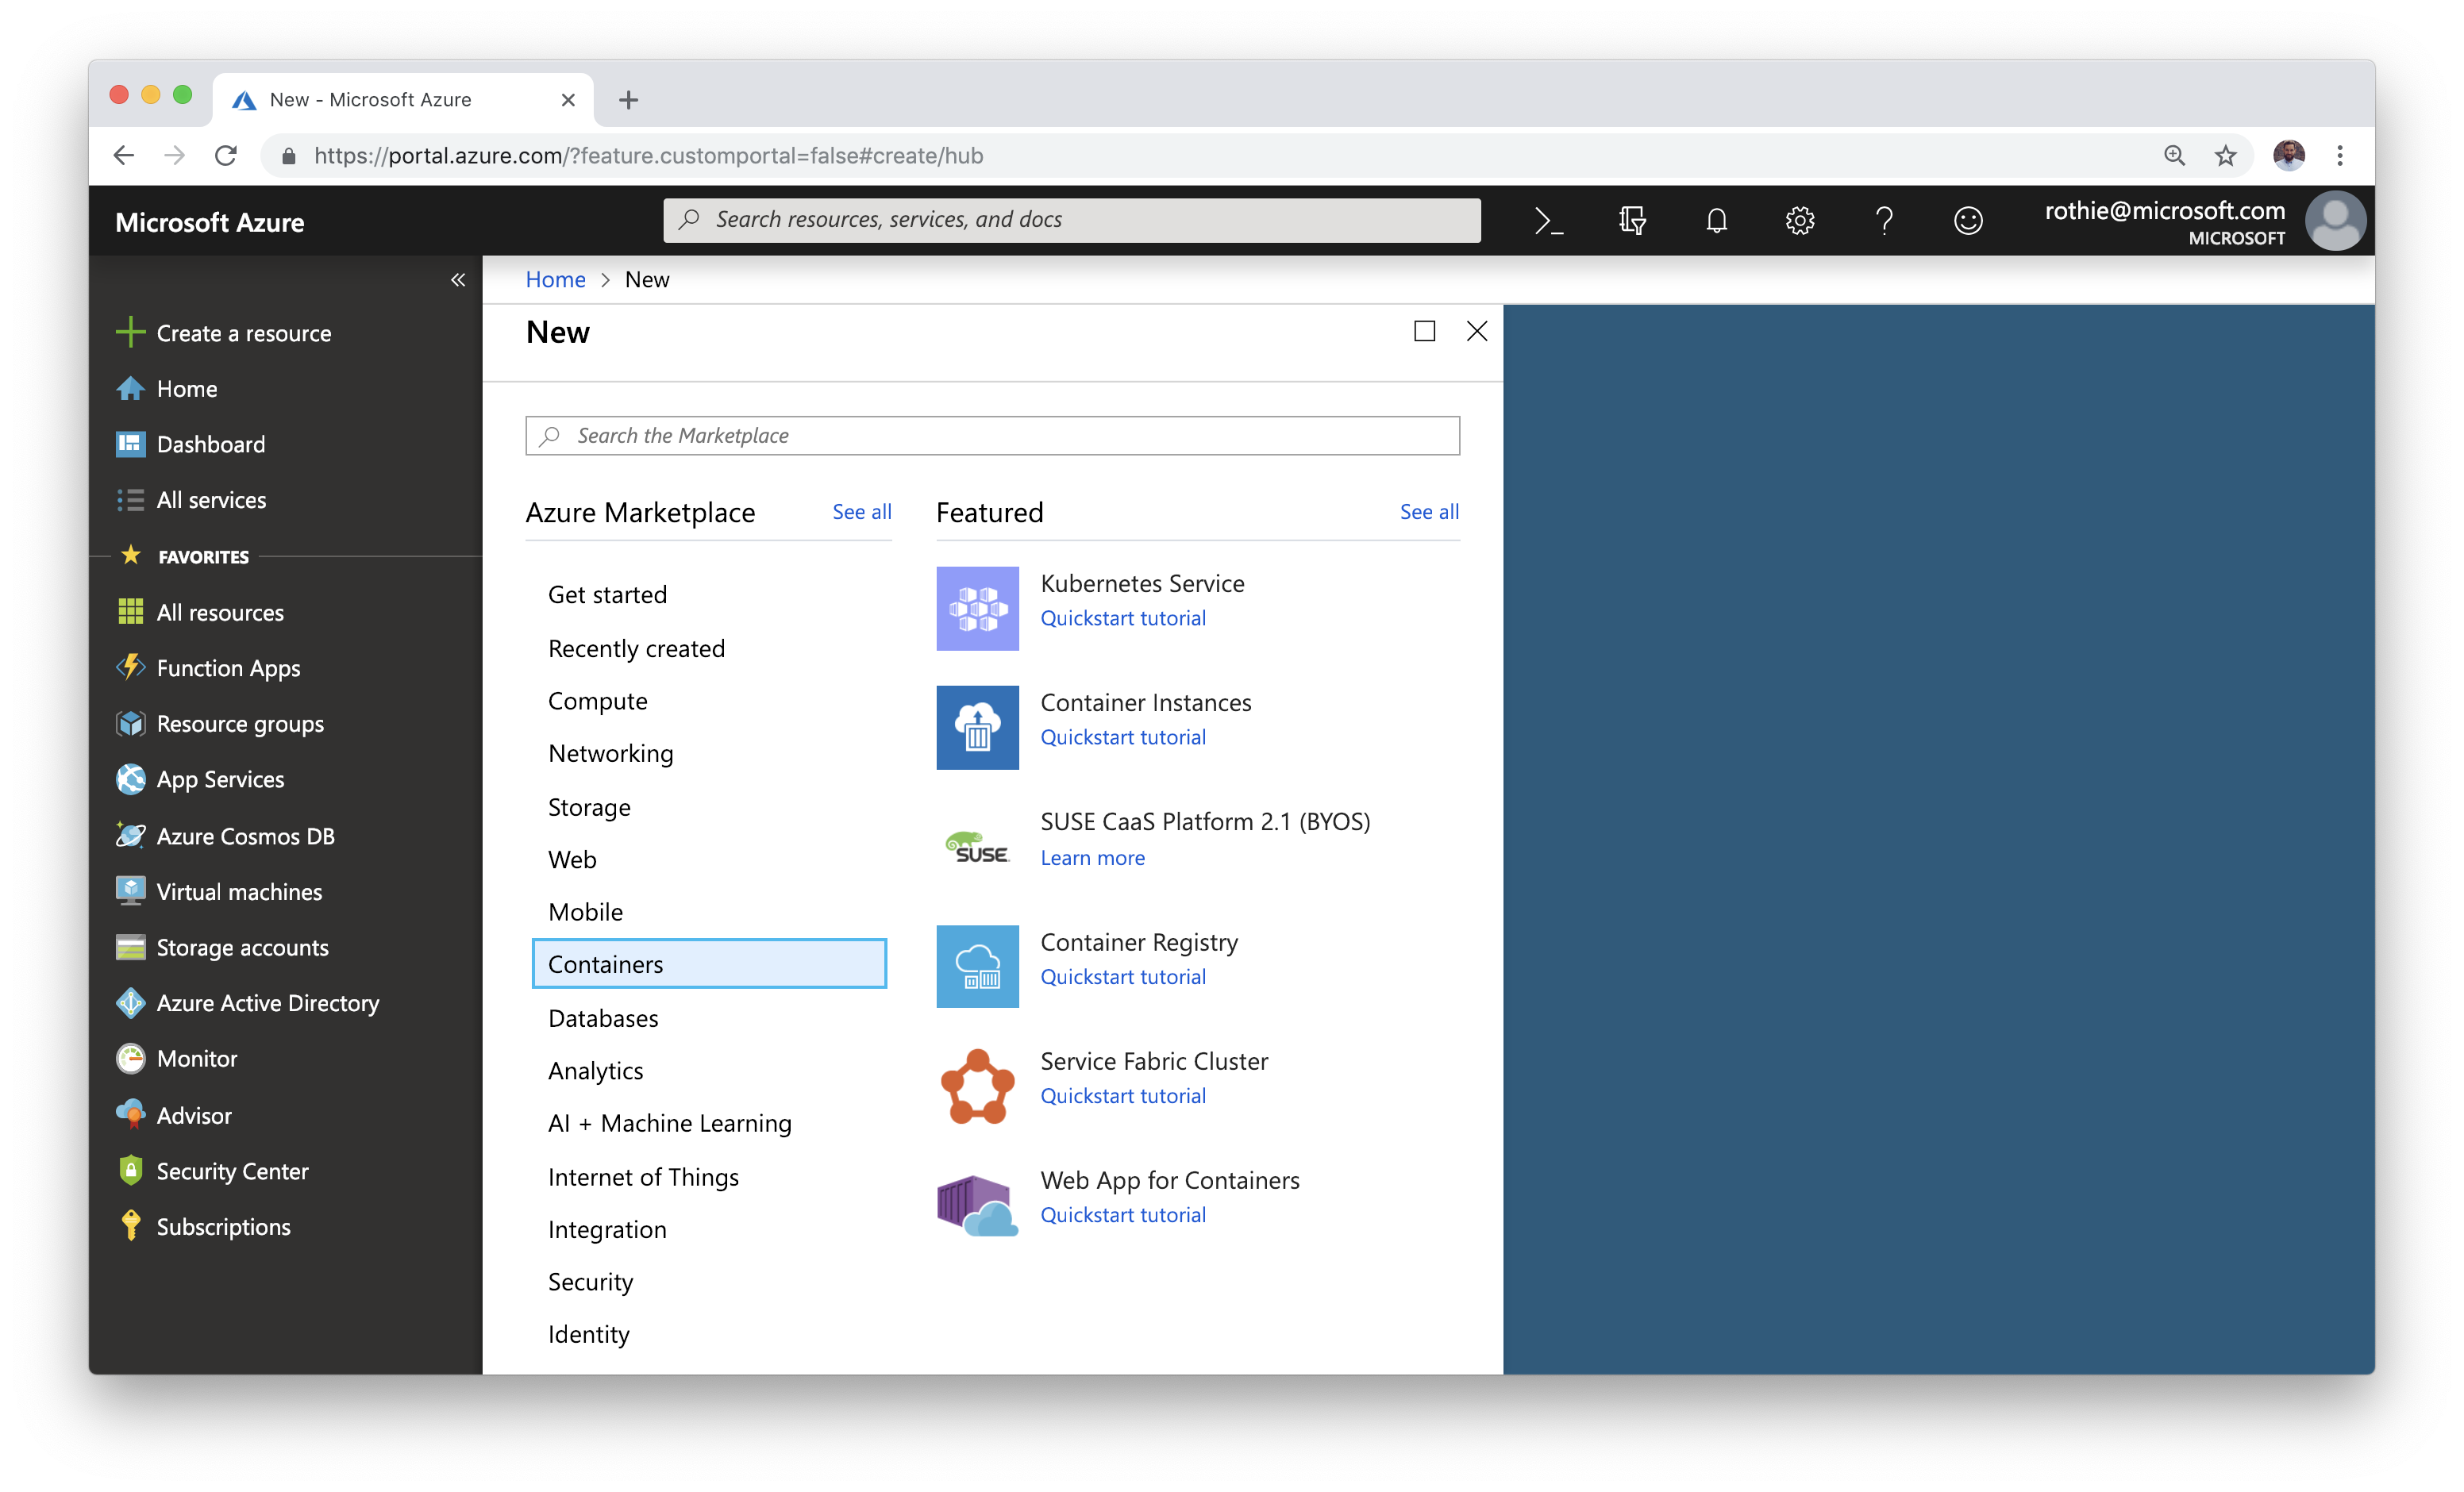 New - Microsoft Azure
https://portal.azure.com/?feature.customportal=false#create/hub
Microsoft Azure
Search resources, services, and docs
rothie@microsoft.com
MICROSOFT
Create a resource
Home
Dashboard
All services
FAVORITES
All resources
Function Apps
Resource groups
App Services
Azure Cosmos DB
Virtual machines
Storage accounts
Azure Active Directory
Monitor
Advisor
Security Center
Subscriptions
Home > New
New
Search the Marketplace
Azure Marketplace See all
Get started
Recently created
Compute
Networking
Storage
Web
Mobile
Containers
Databases
Analytics
AI + Machine Learning
Internet of Things
Integration
Security
Identity
Featured See all
Kubernetes Service
Quickstart tutorial
Container Instances
Quickstart tutorial
SUSE
SUSE CaaS Platform 2.1 (BYOS)
Learn more
Container Registry
Quickstart tutorial
Service Fabric Cluster
Quickstart tutorial
Web App for Containers
Quickstart tutorial